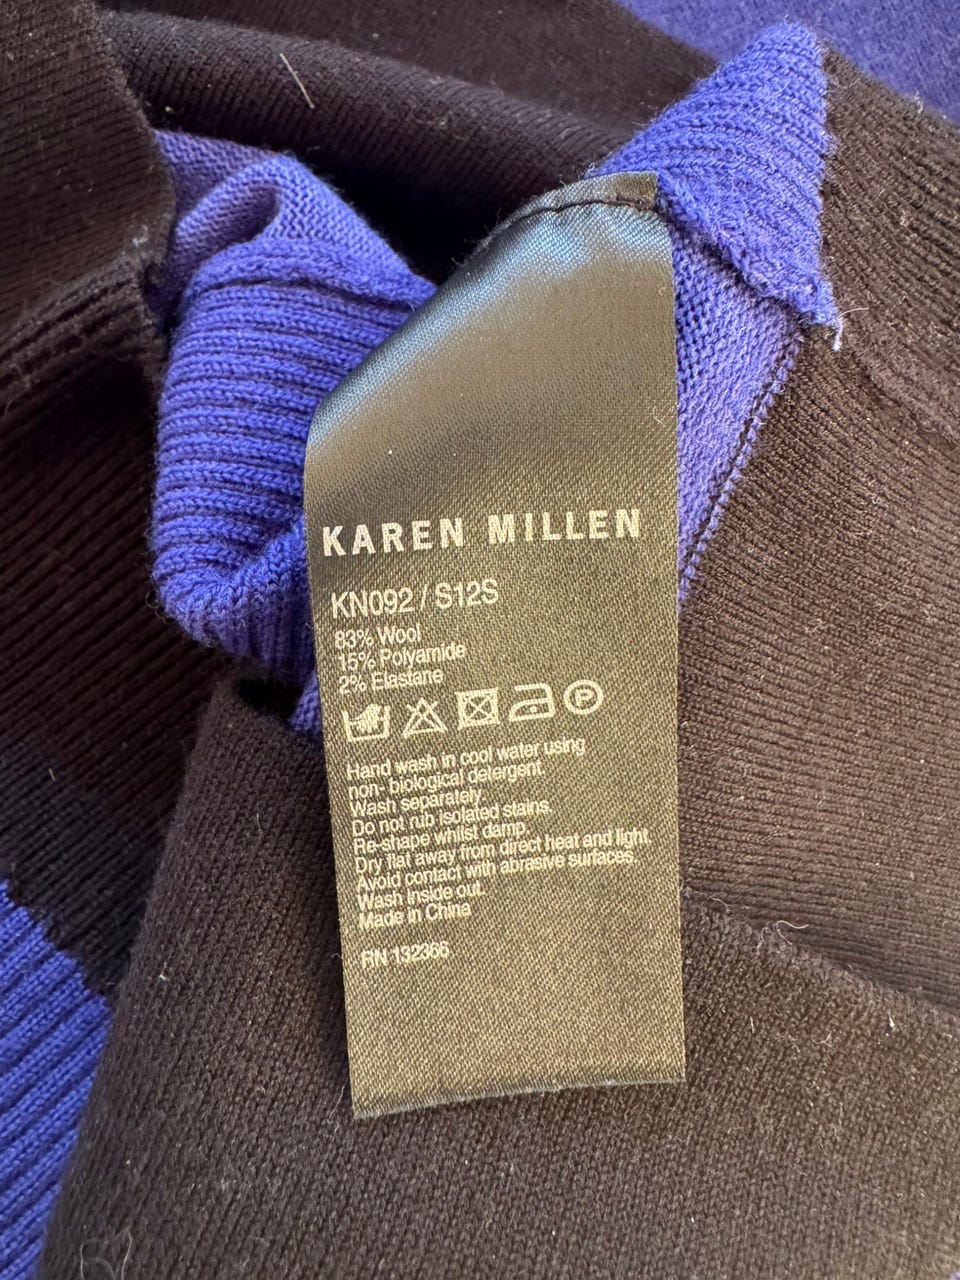 KAREN MILLEN
KN092 / S12S
83% Wool
15% Polyamide
2% Elastane
P
Hand wash in cool water using
non- biological detergent.
Wash separately.
Do not rub isolated stains.
Re-shape whilst damp.
Dry flat away from direct heat and light.
Avoid contact with abrasive surfaces.
Wash inside out.
Made in China
RN 132366